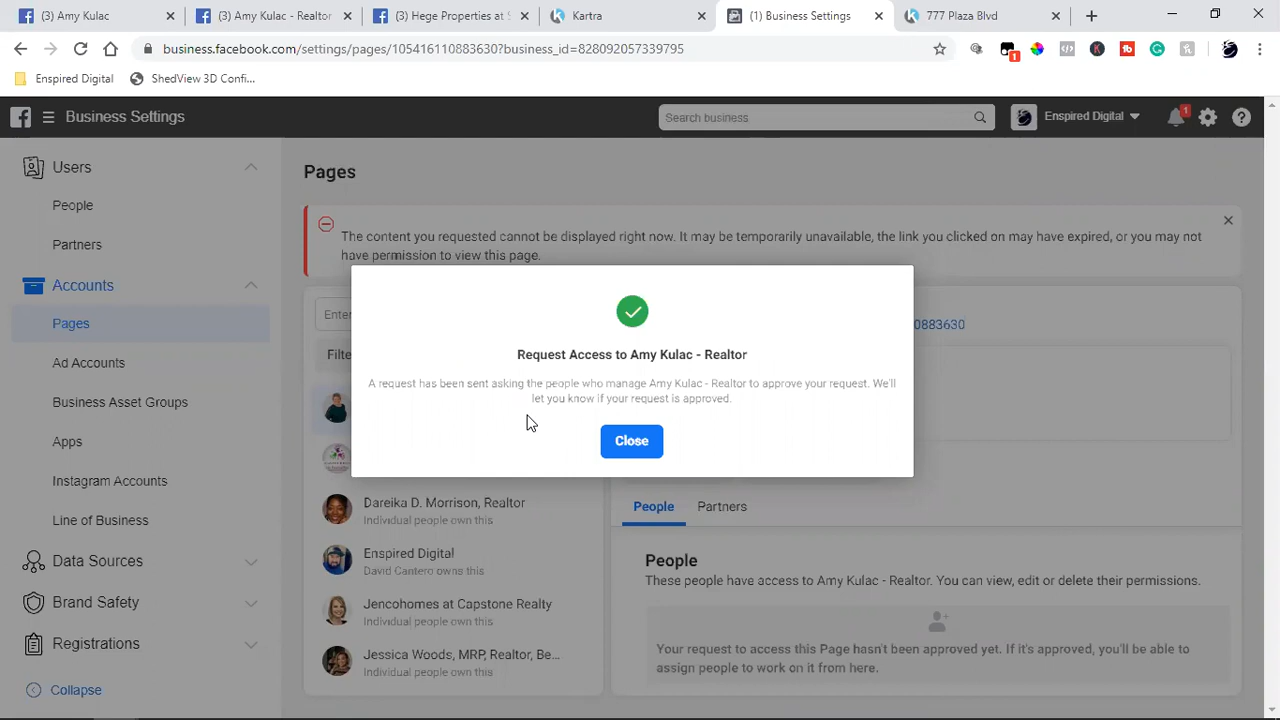 (3) Amy Kulac
(3) Amy Kulac - Realtor
(3) Hege Properties at S
Kartra
(1) Business Settings
777 Plaza Blvd
business.facebook.com/settings/pages/105416110883630?business_id=828092057339795
1
Enspired Digital
ShedView 3D Confi...
Business Settings
Search business
Enspired Digital
1
Users
People
Partners
Accounts
Pages
Ad Accounts
Business Asset Groups
Apps
Instagram Accounts
Line of Business
Data Sources
Brand Safety
Registrations
Collapse
Pages
The content you requested cannot be displayed right now. It may be temporarily unavailable, the link you clicked on may have expired, or you may not
have permission to view this page.
Enter
Filte
0883630
Request Access to Amy Kulac - Realtor
A request has been sent asking the people who manage Amy Kulac - Realtor to approve your request. We'll
let you know if your request is approved.
Close
Dareika D. Morrison, Realtor
Individual people own this
Enspired Digital
David Cantero owns this
Jencohomes at Capstone Realty
Individual people own this
Jessica Woods, MRP, Realtor, Be...
Individual people own this
People
Partners
People
These people have access to Amy Kulac - Realtor. You can view, edit or delete their permissions.
Your request to access this Page hasn't been approved yet. If it's approved, you'll be able to
assign people to work on it from here.